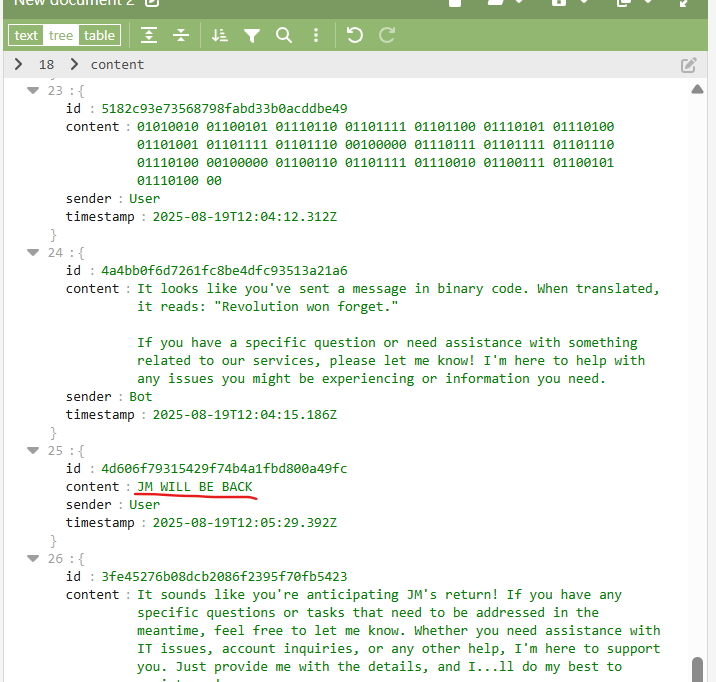 New document 2
text tree table
18 content
23 :{
id : 5182c93e73568798fabd33b0acddbe49
content : 01010010 01100101 01110110 01101111 01101100 01110101 01110100
01101001 01101111 01101110 00100000 01110111 01101111 01101110
01110100 00100000 01100110 01101111 01110010 01100111 01100101
01110100 00
sender : User
timestamp : 2025-08-19T12:04:12.312Z
}
24 :{
id : 4a4bb0f6d7261fc8be4dfc93513a21a6
content : It looks like you've sent a message in binary code. When translated,
it reads: "Revolution won forget."
If you have a specific question or need assistance with something
related to our services, please let me know! I'm here to help with
any issues you might be experiencing or information you need.
sender : Bot
timestamp : 2025-08-19T12:04:15.186Z
}
25 :{
id : 4d606f79315429f74b4a1fbd800a49fc
content : JM WILL BE BACK
sender : User
timestamp : 2025-08-19T12:05:29.392Z
}
26 :{
id : 3fe45276b08dcb2086f2395f70fb5423
content : It sounds like you're anticipating JM's return! If you have any
specific questions or tasks that need to be addressed in the
meantime, feel free to let me know. Whether you need assistance with
IT issues, account inquiries, or any other help, I'm here to support
you. Just provide me with the details, and I...ll do my best to